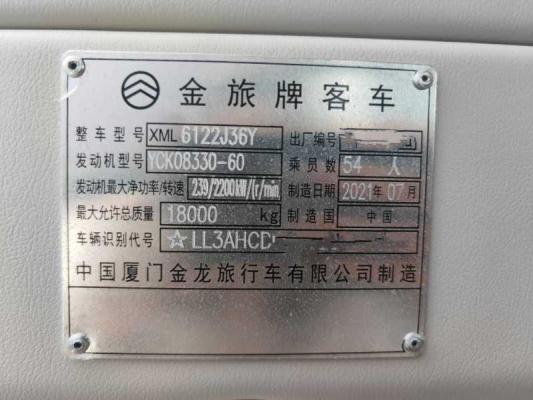 金旅牌客车
整车型号 XML6122J36Y 出厂编号
发动机型号 YCK08330-60 乘员数 54 人
发动机最大净功率/转速 239/2200kW/(r/min) 制造日期 2021年07月
最大允许总质量 18000 kg 制造国 中国
车辆识别代号 ☆LL3AHCD
中国厦门金龙旅行车有限公司制造